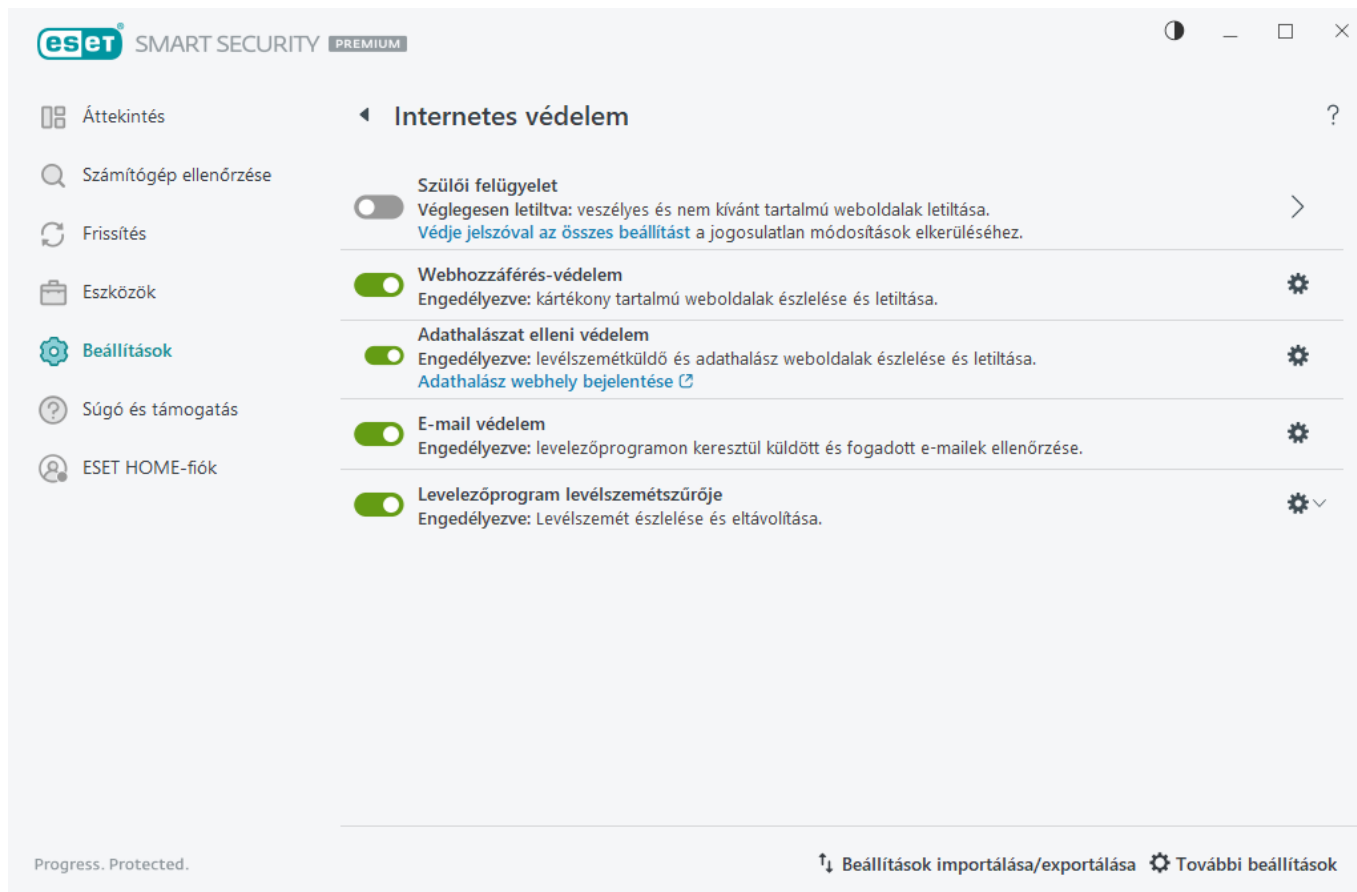 eset® SMART SECURITY PREMIUM
Áttekintés
Számítógép ellenőrzése
Frissítés
Eszközök
Beállítások
Súgó és támogatás
ESET HOME-fiók
Internetes védelem
?
Szülői felügyelet
Véglegesen letiltva: veszélyes és nem kívánt tartalmú weboldalak letiltása.
Védje jelszóval az összes beállítást a jogosulatlan módosítások elkerüléséhez.
Webhozzáférés-védelem
Engedélyezve: kártékony tartalmú weboldalak észlelése és letiltása.
Adathalászat elleni védelem
Engedélyezve: levélszemétküldő és adathalász weboldalak észlelése és letiltása.
Adathalász webhely bejelentése
E-mail védelem
Engedélyezve: levelezőprogramon keresztül küldött és fogadott e-mailek ellenőrzése.
Levelezőprogram levélszemétszűrője
Engedélyezve: Levélszemét észlelése és eltávolítása.
Progress. Protected.
Beállítások importálása/exportálása További beállítások